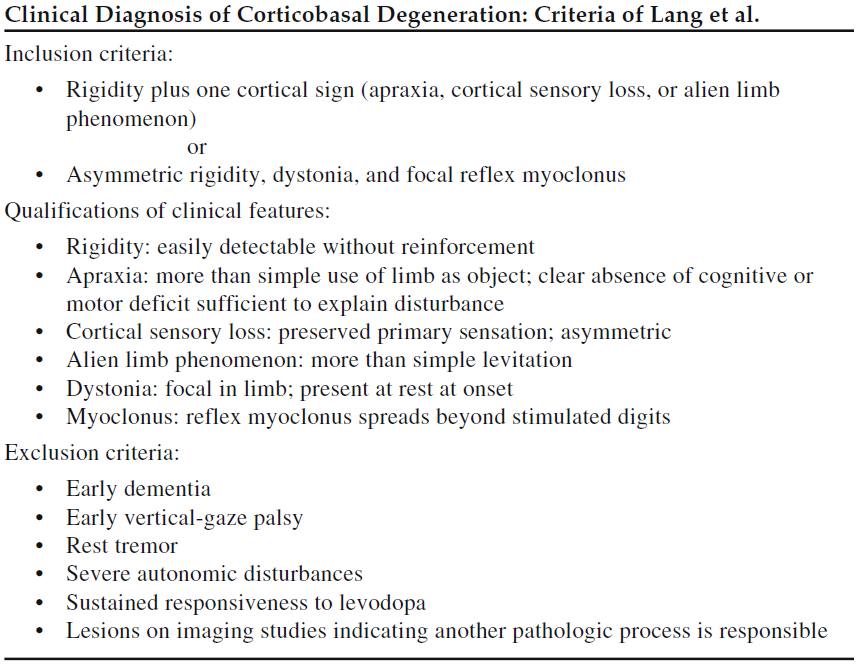 Clinical Diagnosis of Corticobasal Degeneration: Criteria of Lang et al.
Inclusion criteria:
• Rigidity plus one cortical sign (apraxia, cortical sensory loss, or alien limb
phenomenon)
or
• Asymmetric rigidity, dystonia, and focal reflex myoclonus
Qualifications of clinical features:
• Rigidity: easily detectable without reinforcement
• Apraxia: more than simple use of limb as object; clear absence of cognitive or
motor deficit sufficient to explain disturbance
• Cortical sensory loss: preserved primary sensation; asymmetric
• Alien limb phenomenon: more than simple levitation
• Dystonia: focal in limb; present at rest at onset
• Myoclonus: reflex myoclonus spreads beyond stimulated digits
Exclusion criteria:
• Early dementia
• Early vertical-gaze palsy
• Rest tremor
• Severe autonomic disturbances
• Sustained responsiveness to levodopa
• Lesions on imaging studies indicating another pathologic process is responsible